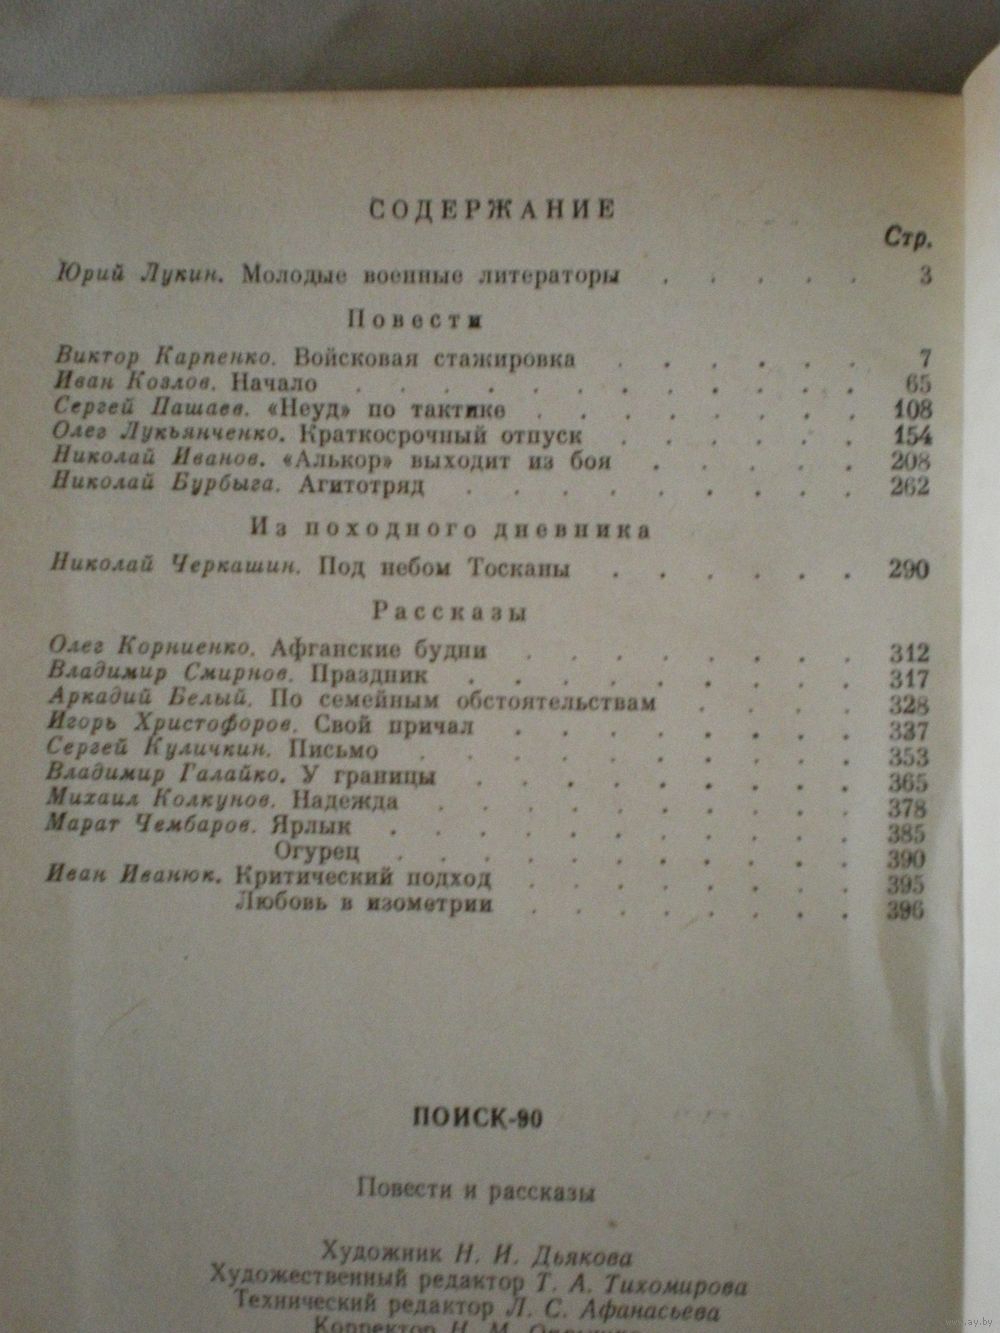 СОДЕРЖАНИЕ
Стр.
Юрий Лукин. Молодые военные литераторы . . . . . 3
Повести
Виктор Карпенко. Войсковая стажировка . . . . . . 7
Иван Козлов. Начало . . . . . . . . . . . . 65
Сергей Пашаев. «Неуд» по тактике . . . . . . . . 108
Олег Лукьянченко. Краткосрочный отпуск . . . . . . 154
Николай Иванов. «Алькор» выходит из боя . . . . . 208
Николай Бурбыга. Агитотряд . . . . . . . . . 262
Из походного дневника
Николай Черкашин. Под небом Тосканы . . . . . . 290
Рассказы
Олег Корниенко. Афганские будни . . . . . . . . 312
Владимир Смирнов. Праздник . . . . . . . . . 317
Аркадий Белый. По семейным обстоятельствам . . . . 328
Игорь Христофоров. Свой причал . . . . . . . . 337
Сергей Куличкин. Письмо . . . . . . . . . . 353
Владимир Галайко. У границы . . . . . . . . . 365
Михаил Колкунов. Надежда . . . . . . . . . . 378
Марат Чембаров. Ярлык . . . . . . . . . . . 385
Огурец . . . . . . . . . . . 390
Иван Иванюк. Критический подход . . . . . . . . 395
Любовь в изометрии . . . . . . . . 396
ПОИСК-90
Повести и рассказы
Художник Н. И. Дьякова
Художественный редактор Т. А. Тихомирова
Технический редактор Л. С. Афанасьева
Корректор Н. М.
www.ay.by